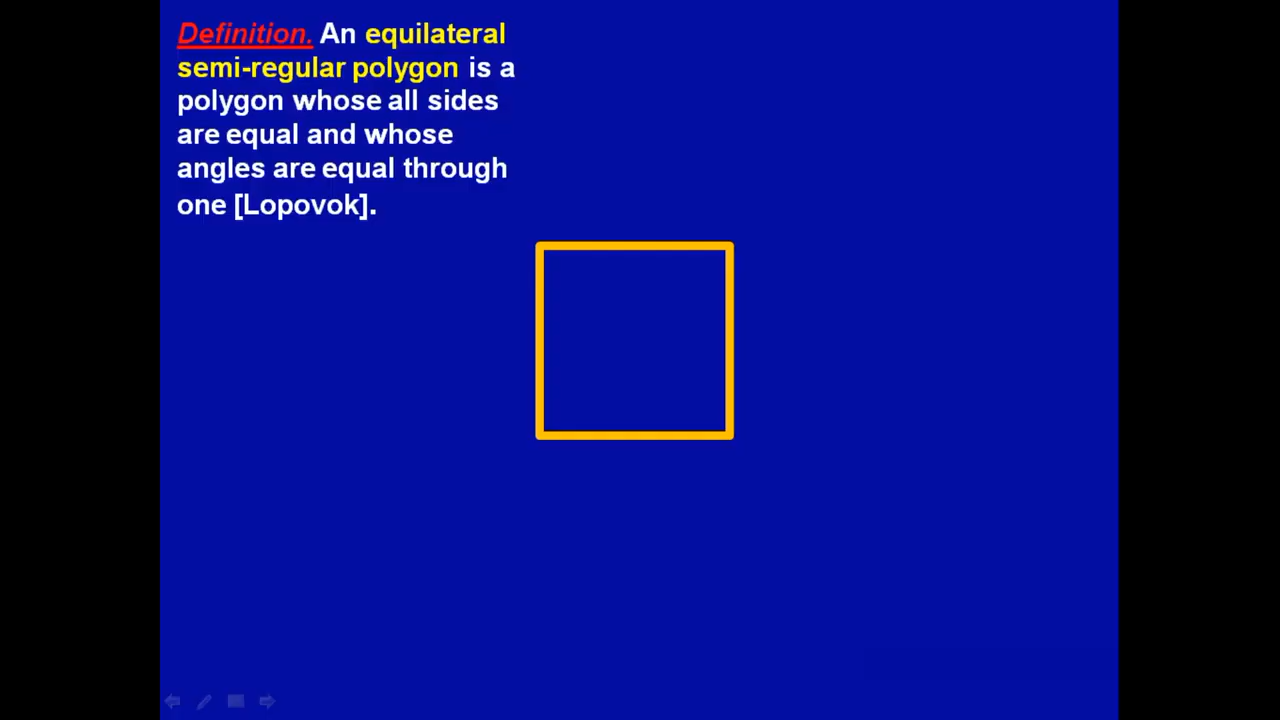 Definition. An equilateral
semi-regular polygon is a
polygon whose all sides
are equal and whose
angles are equal through
one [Lopovok].